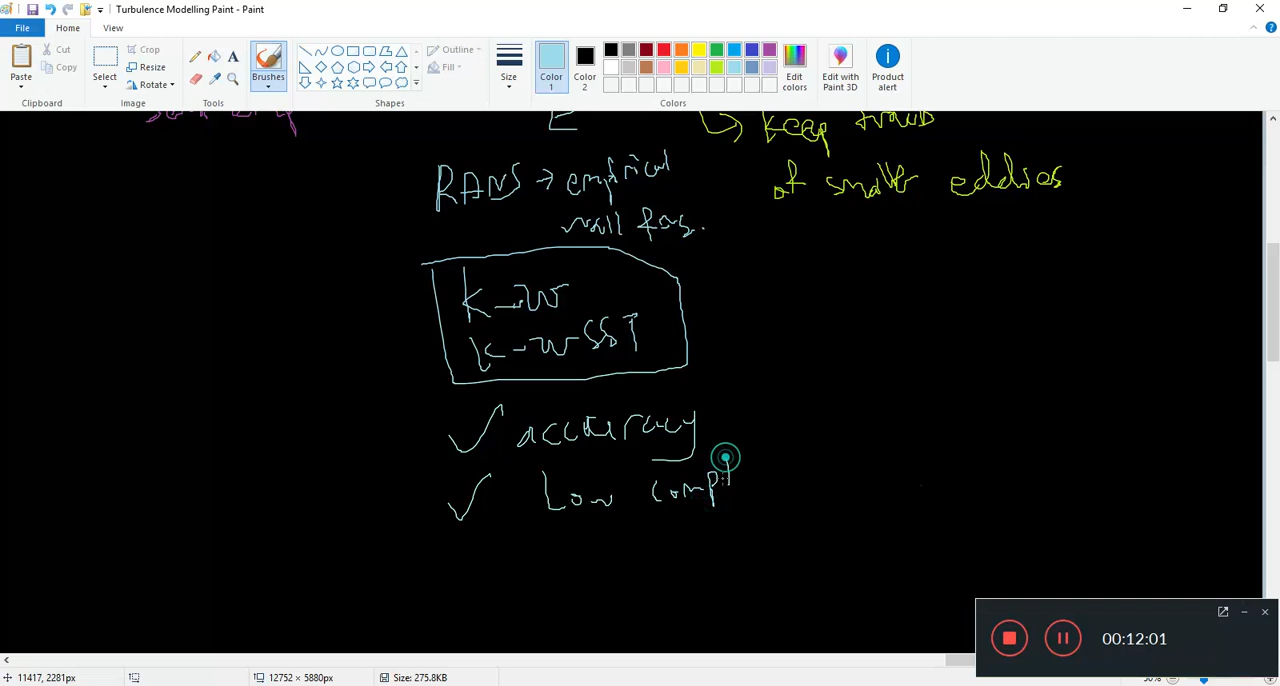 Turbulence Modelling Paint - Paint
File Home View
Paste
Cut
Copy
Clipboard
Select
Crop
Resize
Rotate
Image
Tools
Brushes
Shapes
Outline
Fill
Size
Color 1
Color 2
Edit colors
Colors
Edit with Paint 3D
Product alert
E
keep
RANS → empirical
of smaller eddies
wall fns.
K-W
K-W SST
✓ accuracy
✓ Low comp
00:12:01
11417, 2281px
12752 × 5880px
Size: 275.8KB